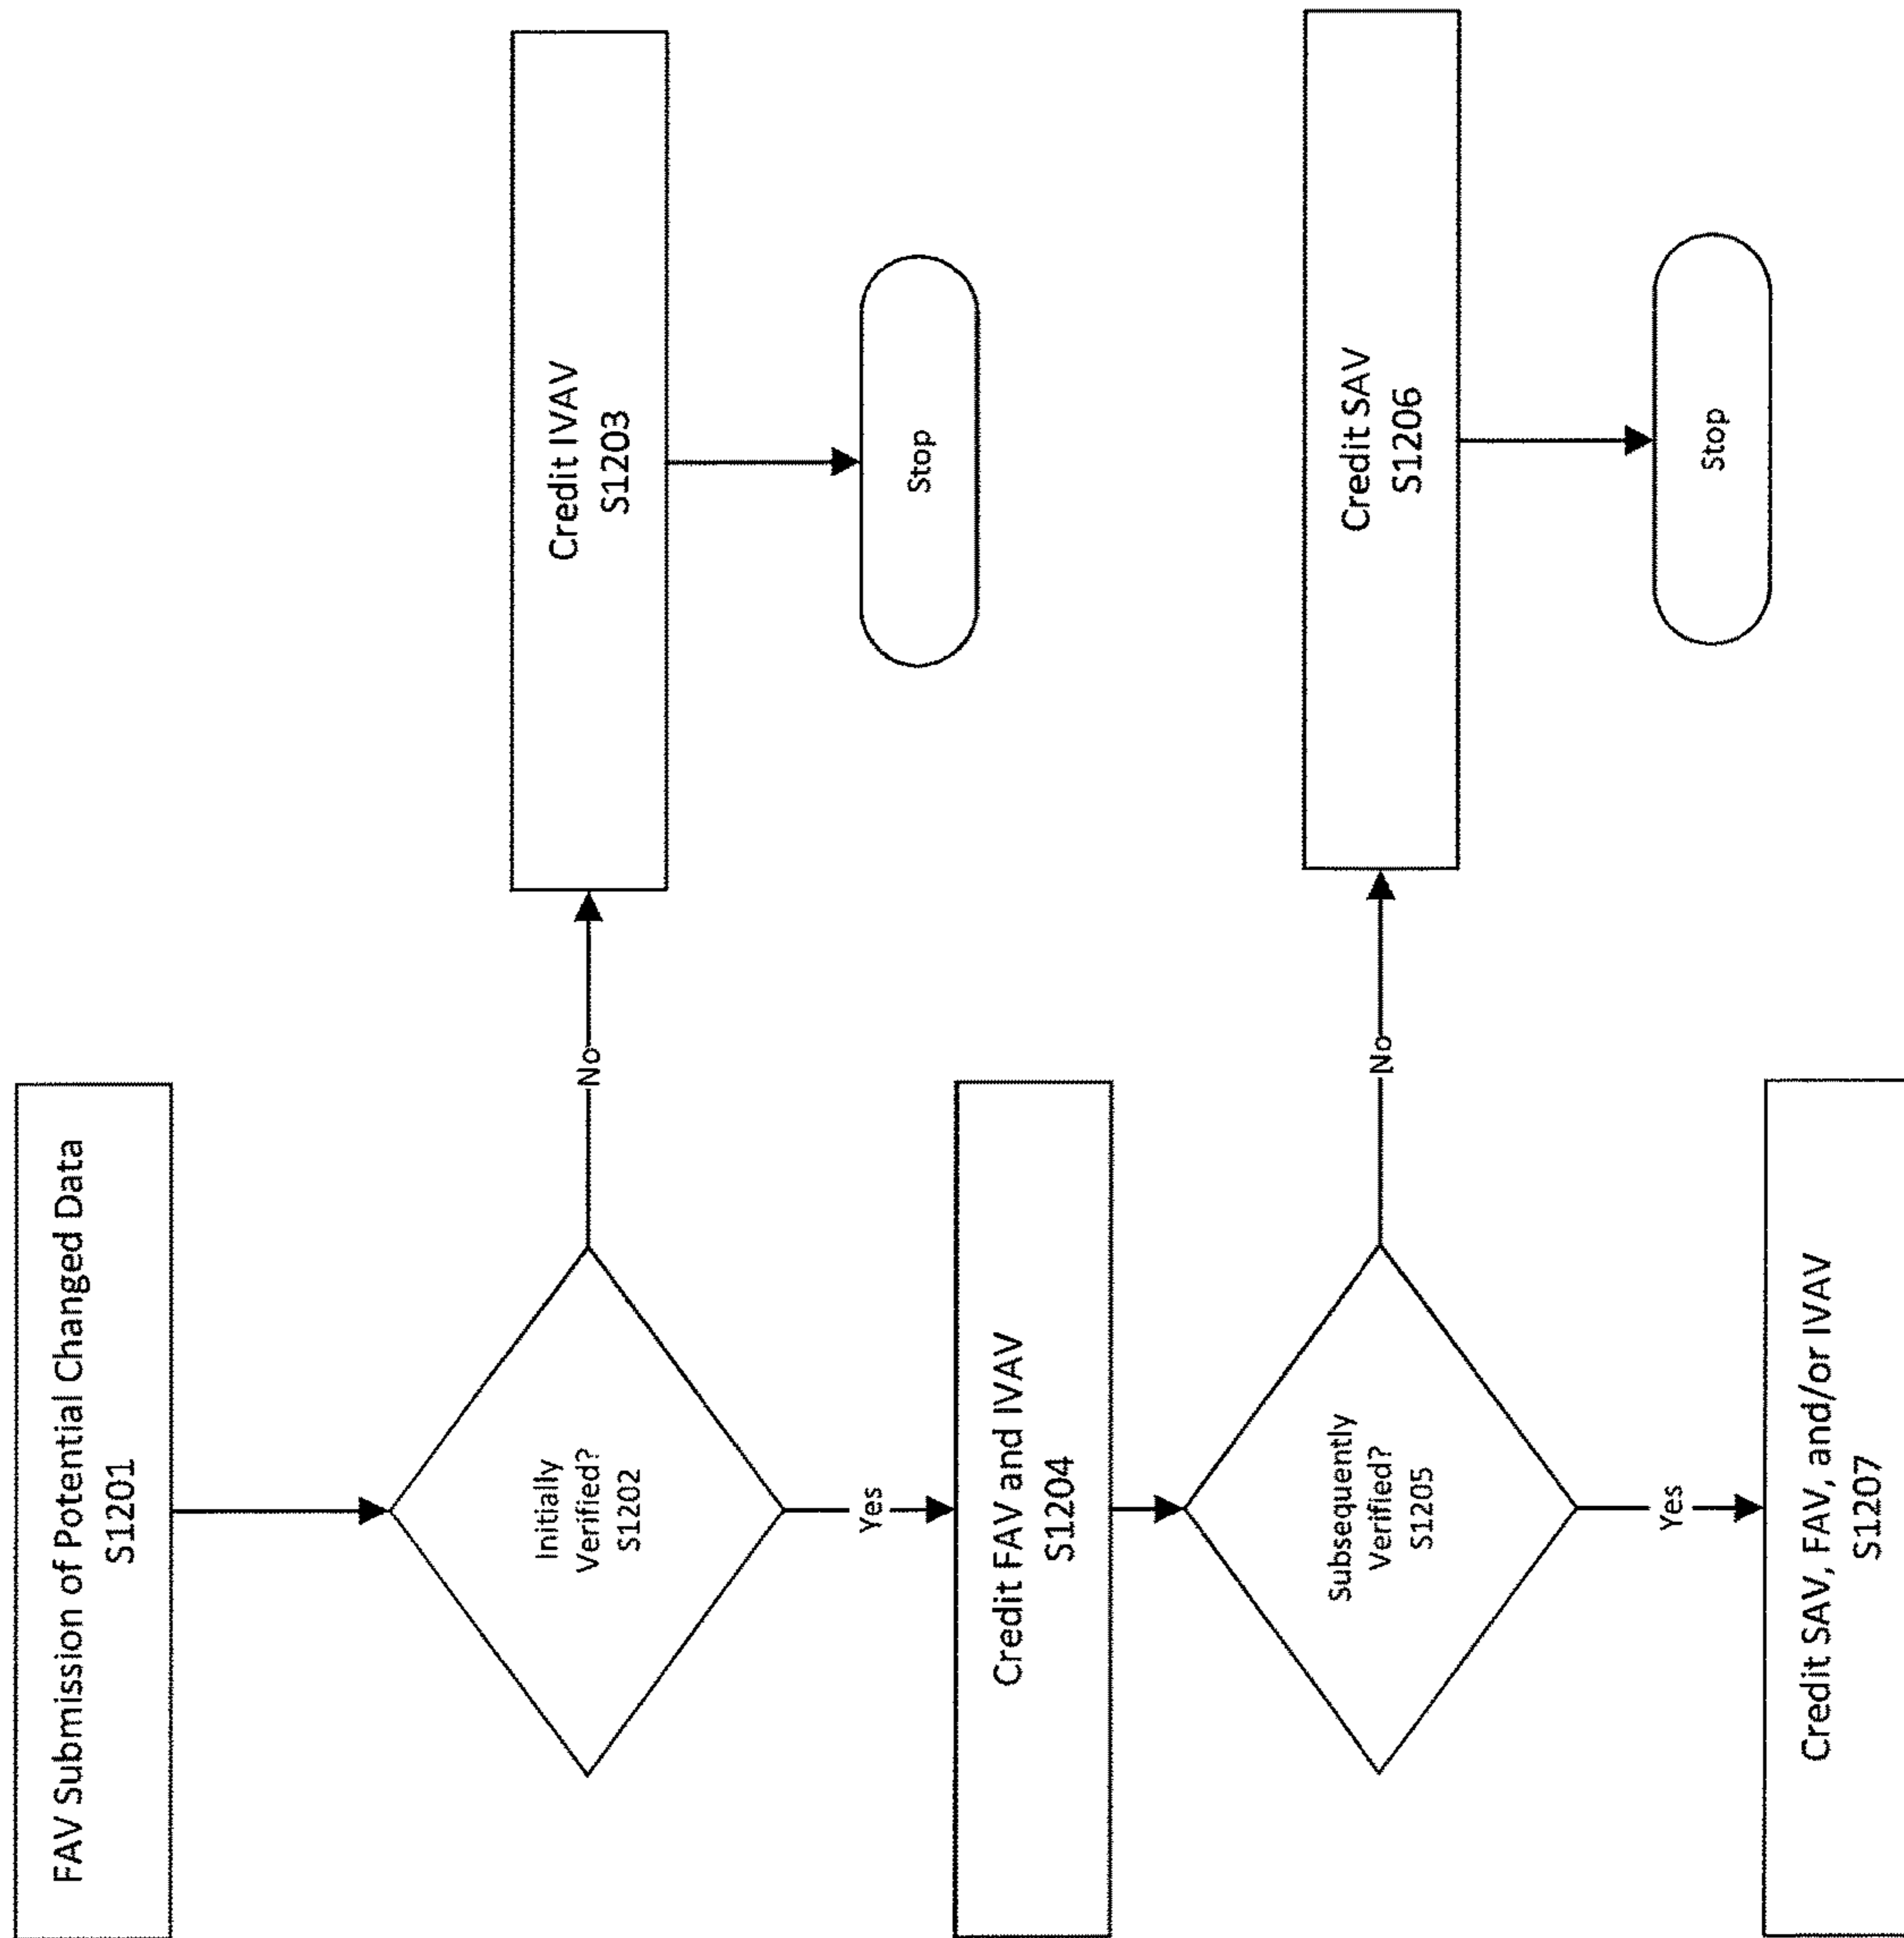 FAV Submission of Potential Changed Data
S1201
Initially
Verified?
S1202
No
Credit IVAV
S1203
Stop
Yes
Credit FAV and IVAV
S1204
Subsequently
Verified?
S1205
No
Credit SAV
S1206
Stop
Yes
Credit SAV, FAV, and/or IVAV
S1207